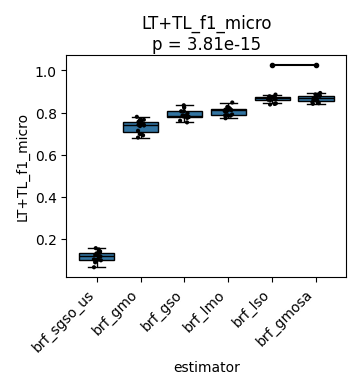 LT+TL_f1_micro
p = 3.81e-15
LT+TL_f1_micro
1.0
0.8
0.6
0.4
0.2
brf_sgso_us
brf_gmo
brf_gso
brf_lmo
brf_lso
brf_gmosa
estimator